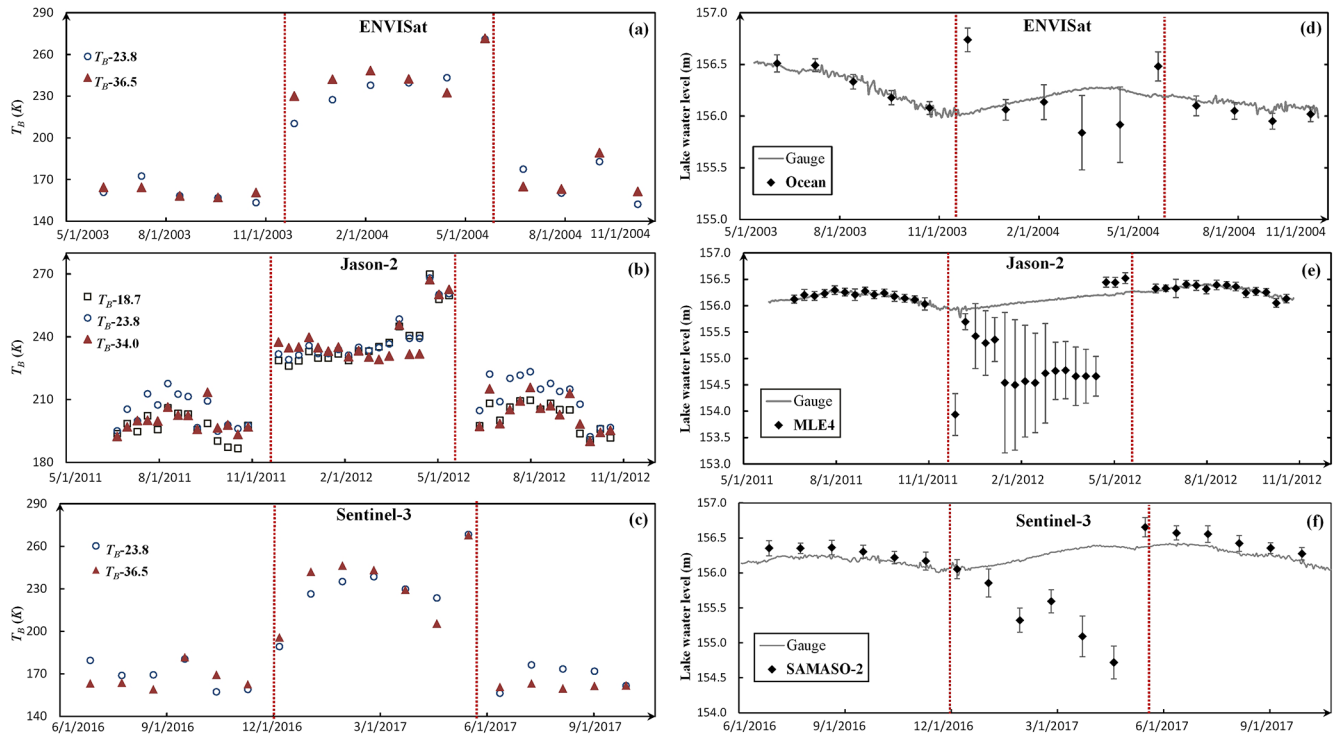 ENVISat
(a)
290
260
230
200
170
140
T_B (K)
T_B-23.8
T_B-36.5
5/1/2003
8/1/2003
11/1/2003
2/1/2004
5/1/2004
8/1/2004
11/1/2004
ENVISat
(d)
157.0
156.5
156.0
155.5
155.0
Lake waater level (m)
Gauge
Ocean
5/1/2003
8/1/2003
11/1/2003
2/1/2004
5/1/2004
8/1/2004
11/1/2004
Jason-2
(b)
270
240
210
180
T_B (K)
T_B-18.7
T_B-23.8
T_B-34.0
5/1/2011
8/1/2011
11/1/2011
2/1/2012
5/1/2012
8/1/2012
11/1/2012
Jason-2
(e)
157.0
156.0
155.0
154.0
153.0
Lake waater level (m)
Gauge
MLE4
5/1/2011
8/1/2011
11/1/2011
2/1/2012
5/1/2012
8/1/2012
11/1/2012
Sentinel-3
(c)
290
260
230
200
170
140
T_B (K)
T_B-23.8
T_B-36.5
6/1/2016
9/1/2016
12/1/2016
3/1/2017
6/1/2017
9/1/2017
Sentinel-3
(f)
157.0
156.5
156.0
155.5
155.0
154.5
154.0
Lake waater level (m)
Gauge
SAMASO-2
6/1/2016
9/1/2016
12/1/2016
3/1/2017
6/1/2017
9/1/2017